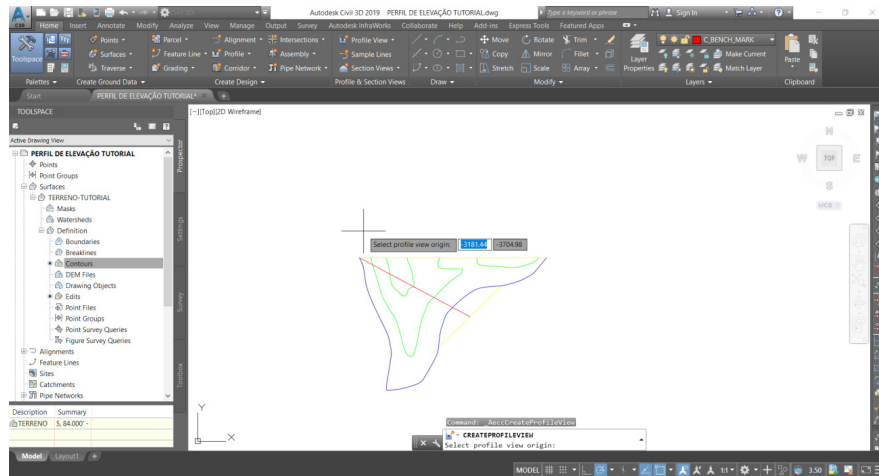 Autodesk Civil 3D 2019 PERFIL DE ELEVAÇÃO TUTORIAL.dwg
Type a keyword or phrase
Sign In
C3D
Home Insert Annotate Modify Analyze View Manage Output Survey Autodesk InfraWorks Collaborate Help Add-ins Express Tools Featured Apps
Toolspace
Points Parcel Alignment Intersections Profile View Move Rotate Trim C_BENCH_MARK
Surfaces Feature Line Profile Assembly Sample Lines Copy Mirror Fillet Make Current
Traverse Grading Corridor Pipe Network Section Views Stretch Scale Array Match Layer
Layer Properties
Paste
Palettes Create Ground Data Create Design Profile & Section Views Draw Modify Layers Clipboard
Start PERFIL DE ELEVAÇÃO TUTORIAL*
TOOLSPACE
Active Drawing View
PERFIL DE ELEVAÇÃO TUTORIAL
Points
Point Groups
Surfaces
TERRENO-TUTORIAL
Masks
Watersheds
Definition
Boundaries
Breaklines
Contours
DEM Files
Drawing Objects
Edits
Point Files
Point Groups
Point Survey Queries
Figure Survey Queries
Alignments
Feature Lines
Sites
Catchments
Pipe Networks
Prospector
Settings
Survey
Toolbox
Description Summary
TERRENO 5, 84.000' -
[-][Top][2D Wireframe]
N
W TOP E
S
WCS
Select profile view origin: -3181.44 -3704.98
Y
X
Command: _AeccCreateProfileView
CREATEPROFILEVIEW
Select profile view origin:
Model Layout1 +
MODEL 1:1 3.50